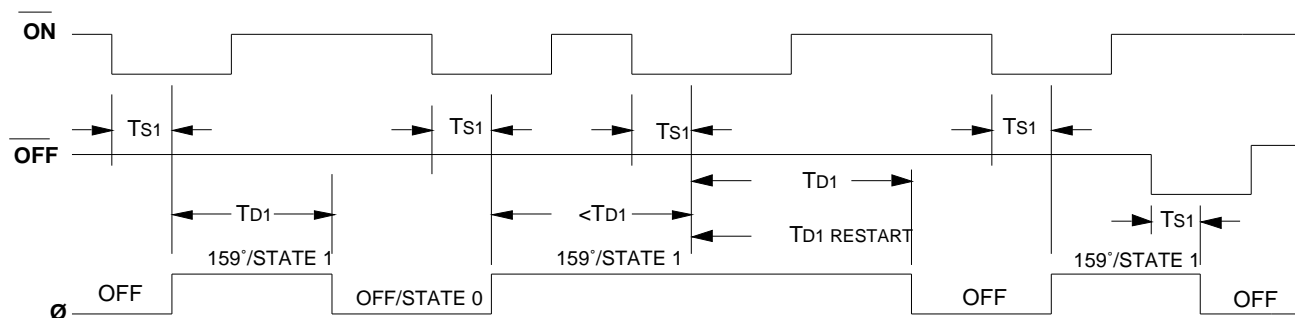 ON
TS1 TS1 TS1 TS1
OFF
TD1
TD1 <TD1 TS1
TD1 RESTART
159°/STATE 1 159°/STATE 1 159°/STATE 1
OFF OFF/STATE 0 OFF OFF
Ø